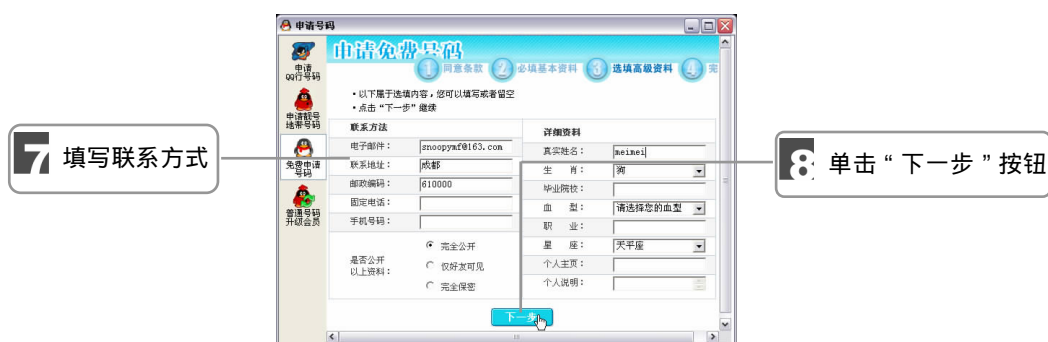 申请号码
申请免费号码
1 同意条款 2 必填基本资料 3 选填高级资料 4 完
申请
QQ行号码
申请靓号
地带号码
免费申请
号码
普通号码
升级会员
• 以下属于选填内容，您可以填写或者留空
• 点击“下一步”继续
联系方法
电子邮件： snoopymf@163.com
联系地址： 成都
邮政编码： 610000
固定电话：
手机号码：
是否公开
以上资料：
完全公开
仅好友可见
完全保密
详细资料
真实姓名： meimei
生 肖： 狗
毕业院校：
血 型： 请选择您的血型
职 业：
星 座： 天平座
个人主页：
个人说明：
下一步
7 填写联系方式
8 单击“下一步”按钮